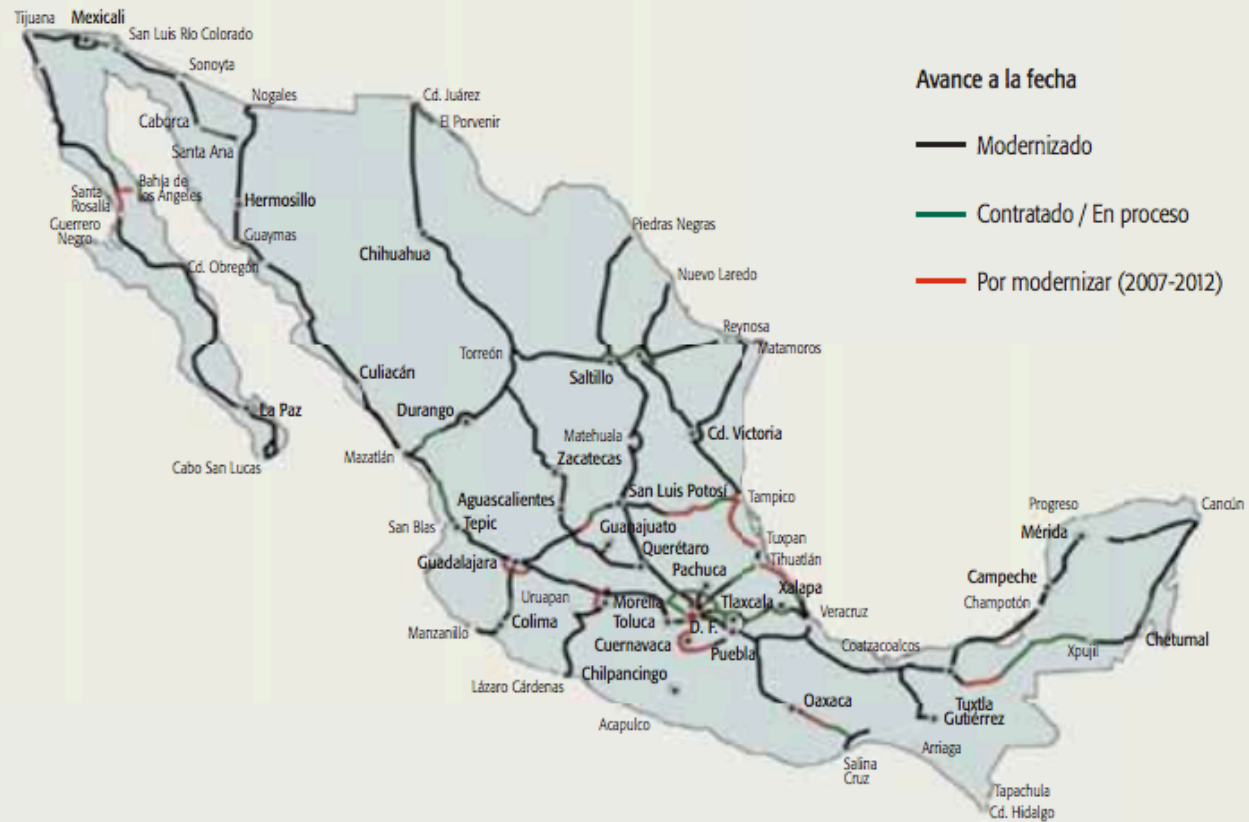 Tijuana
Mexicali
San Luis Río Colorado
Sonoyta
Nogales
Cd. Juárez
El Porvenir
Caborca
Santa Ana
Bahja de
los Angeles
Santa
Rosalía
Hermosillo
Guerrero
Negro
Guaymas
Cd. Obregón
Chihuahua
Piedras Negras
Nuevo Laredo
Reynosa
Matamoros
Torreón
Saltillo
Culiacán
Durango
La Paz
Cabo San Lucas
Mazatlán
Matehuala
Cd. Victoria
Zacatecas
San Luis Potosí
Tampico
Aguascalientes
San Blas
Tepic
Guanajuato
Tuxpan
Querétaro
Tihuatlán
Guadalajara
Pachuca
Xalapa
Uruapan
Morelia
Tlaxcala
Veracruz
Manzanillo
Colima
Toluca
D. F.
Cuernavaca
Puebla
Coatzacoalcos
Lázaro Cárdenas
Chilpancingo
Acapulco
Oaxaca
Salina
Cruz
Tuxtla
Gutiérrez
Arriaga
Tapachula
Cd. Hidalgo
Progreso
Cancún
Mérida
Campeche
Champotón
Xpujil
Chetumal
Avance a la fecha
Modernizado
Contratado / En proceso
Por modernizar (2007-2012)